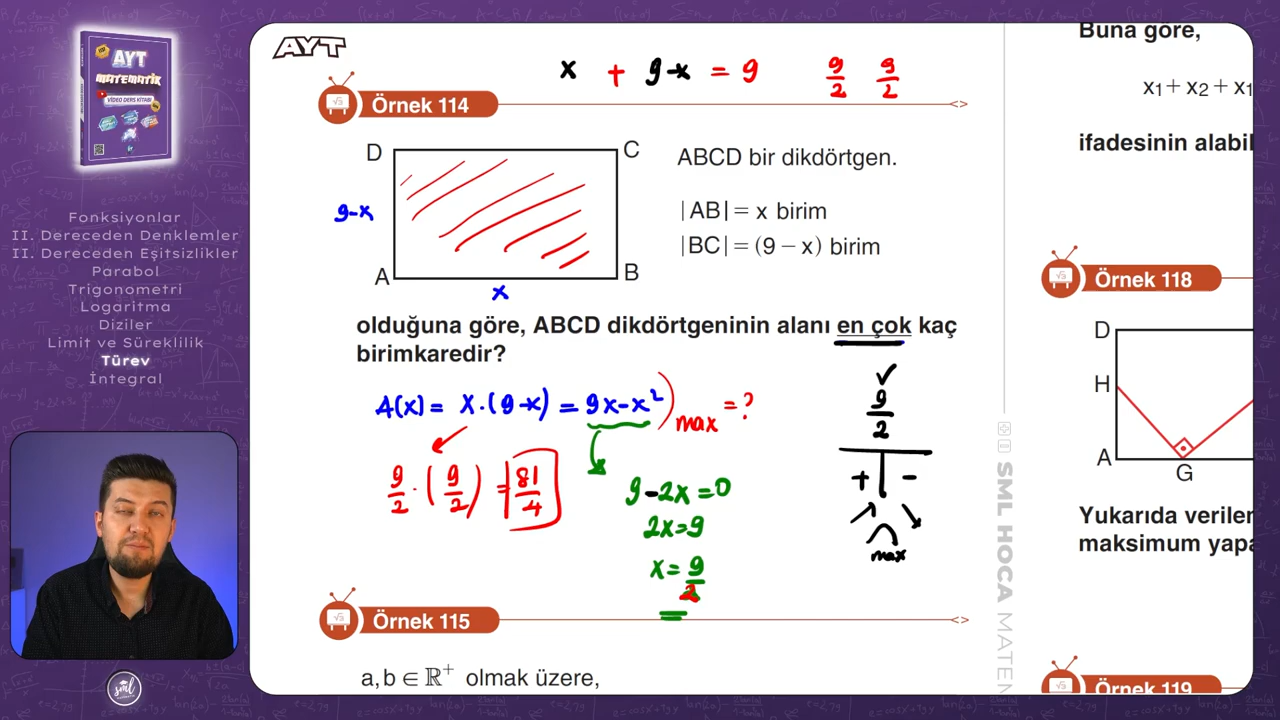 AYT
MATEMATİK
VİDEO DERS KİTABI
Fonksiyonlar
II. Dereceden Denklemler
II. Dereceden Eşitsizlikler
Parabol
Trigonometri
Logaritma
Diziler
Limit ve Süreklilik
Türev
İntegral
sml
AYT
x + 9-x = 9 9/2 9/2
Örnek 114
D C
A B
9-x
x
ABCD bir dikdörtgen.
|AB| = x birim
|BC| = (9 − x) birim
olduğuna göre, ABCD dikdörtgeninin alanı en çok kaç
birimkaredir?
A(x) = x.(9-x) = 9x-x²)max = ?
9/2 . (9/2) = 81/4
9-2x=0
2x=9
x=9/2
✓
9/2
+ -
max
Örnek 115
a,b ∈ ℝ⁺ olmak üzere,
Buna göre,
x₁ + x₂ + x₁
ifadesinin alabil
Örnek 118
D
H
A
G
Yukarıda veriler
maksimum yapa
SML HOCA MATEM
Örnek 119